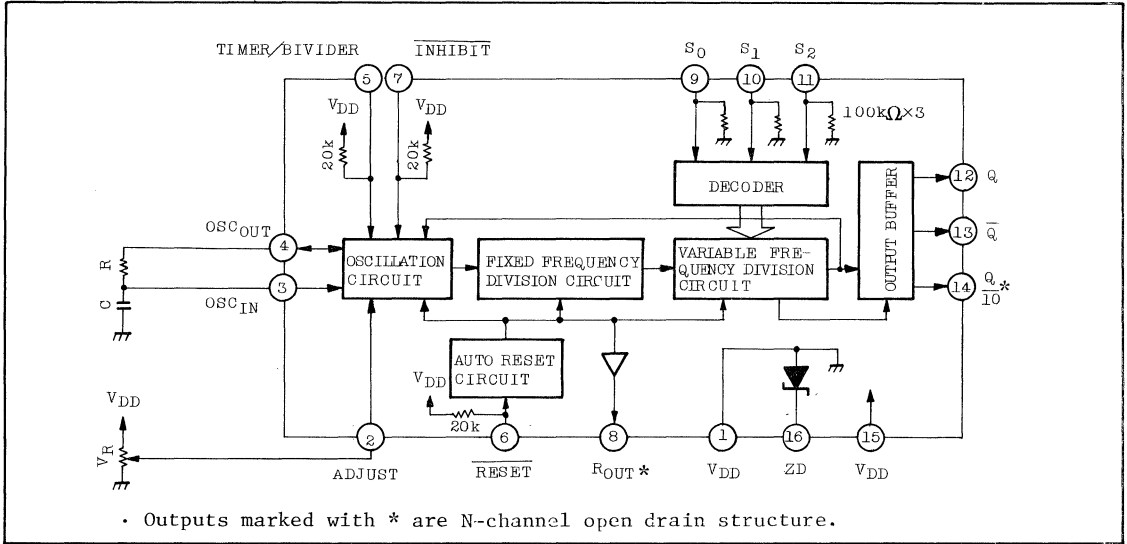 TIMER/BIVIDER
INHIBIT
S0
S1
S2
5
7
9
10
11
VDD
VDD
20k
20k
100kΩ×3
DECODER
OUTPUT BUFFER
12
Q
13
Q
14
Q
10
*
OSCOUT
4
R
3
C
OSCIN
OSCILLATION
CIRCUIT
FIXED FREQUENCY
DIVISION CIRCUIT
VARIABLE FRE-
QUENCY DIVISION
CIRCUIT
AUTO RESET
CIRCUIT
VDD
20k
VDD
VR
2
6
8
1
16
15
ADJUST
RESET
ROUT *
VDD
ZD
VDD
· Outputs marked with * are N-channel open drain structure.